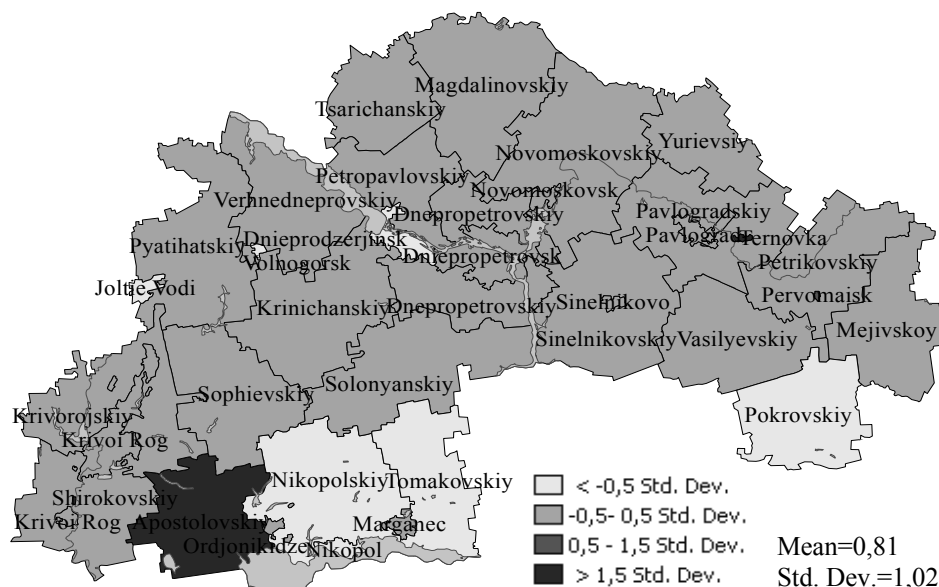 Magdalinovskiy
Tsarichanskiy
Yurievsiy
Novomoskovskiy
Petropavlovskiy
Novomoskovsk
Verhnedneprovskiy
Dnepropetrovskiy
Pavlogradskiy
Pavlograd
Ternovka
Pyatihatskiy
Dnieprodzerjinsk
Volnogorsk
Dniepropetrovsk
Petrikovskiy
Joltie Vodi
Krinichanskiy
Dnepropetrovskiy
Pervomaisk
Sinelnikovskiy
Vasilyevskiy
Mejivskoy
Sophievskiy
Solonyanskiy
Krivorojskiy
Krivoi Rog
Pokrovskiy
Nikopolskiy
Tomakovskiy
Shirokovskiy
Krivoi Rog
Apostolovskiy
Marganec
Ordjonikidze
Nikopol
< -0,5 Std. Dev.
-0,5- 0,5 Std. Dev.
0,5 - 1,5 Std. Dev.
> 1,5 Std. Dev.
Mean=0,81
Std. Dev.=1,02